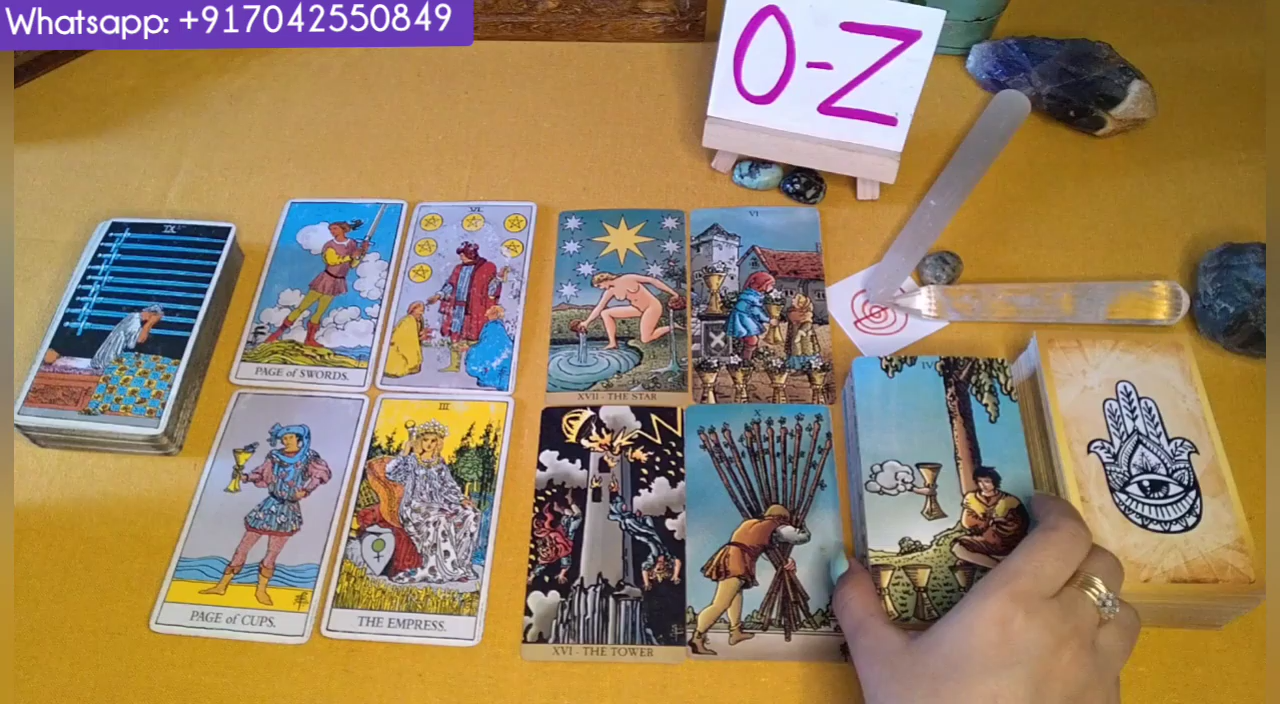 Whatsapp: +917042550849
O-Z
IX
PAGE of SWORDS.
VI
XVII - THE STAR
VI
PAGE of CUPS.
III
THE EMPRESS.
XVI - THE TOWER
X
IV